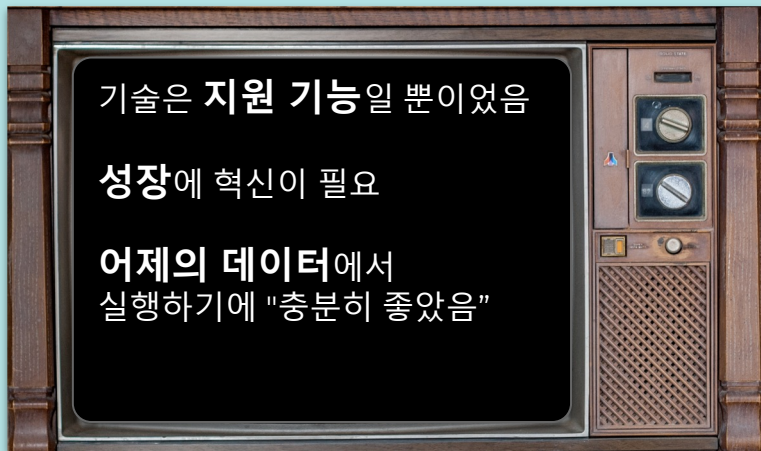 기술은 지원 기능일 뿐이었음
성장에 혁신이 필요
어제의 데이터에서
실행하기에 "충분히 좋았음”